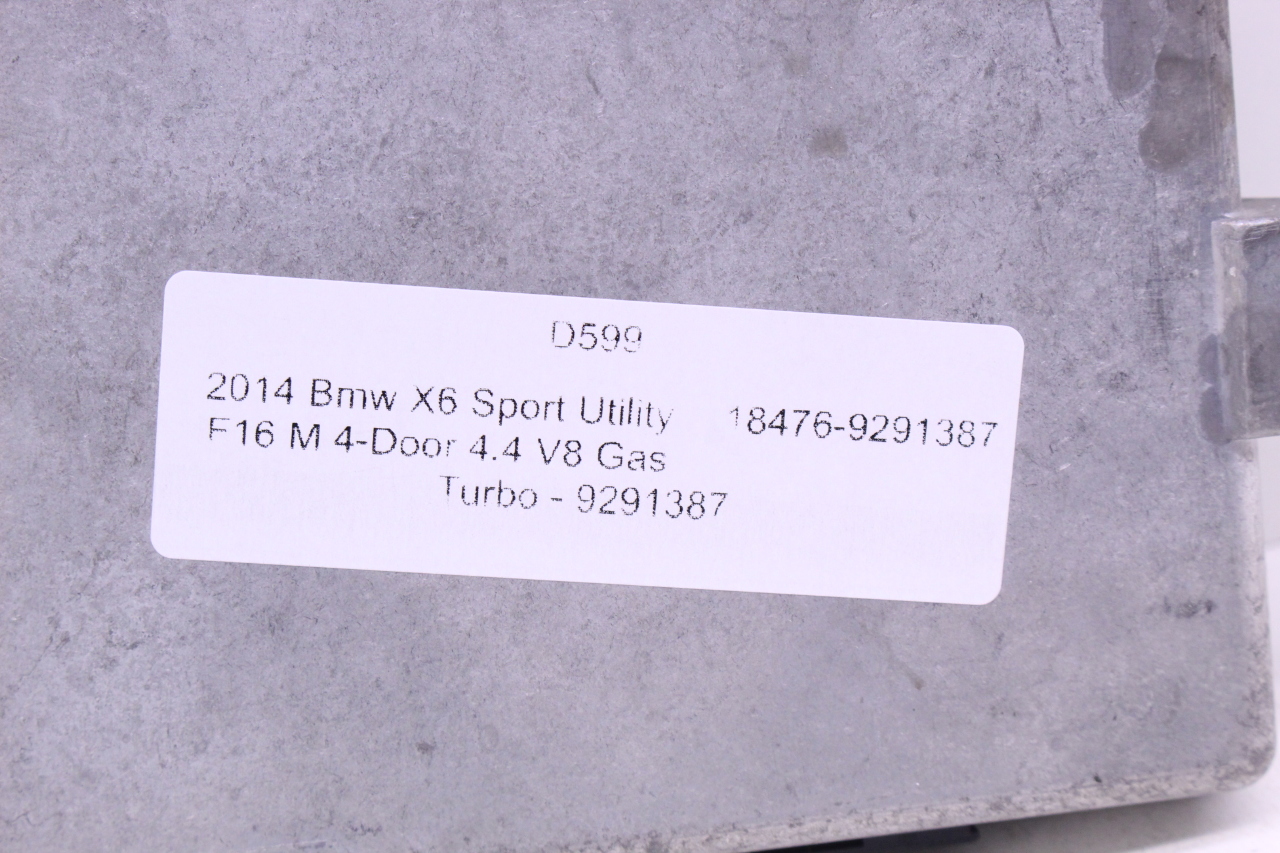 D599
2014 Bmw X6 Sport Utility 18476-9291387
F16 M 4-Door 4.4 V8 Gas
Turbo - 9291387